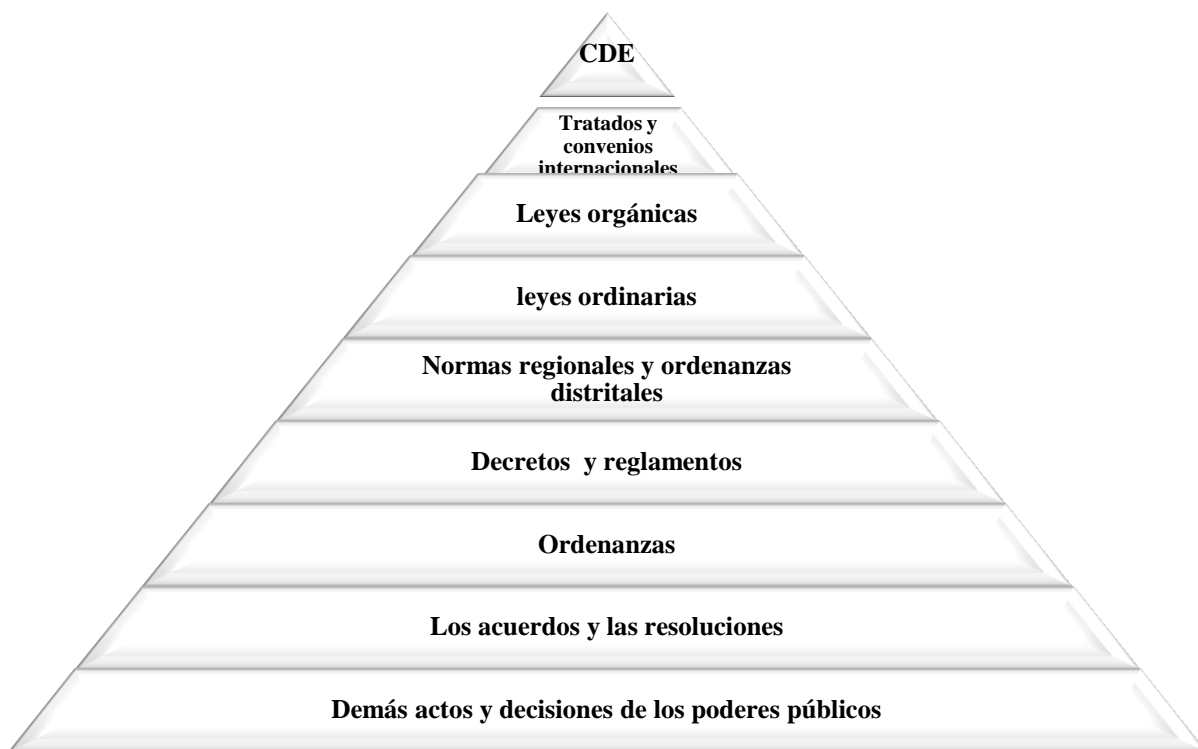 CDE
Tratados y
convenios
internacionales
Leyes orgánicas
leyes ordinarias
Normas regionales y ordenanzas
distritales
Decretos y reglamentos
Ordenanzas
Los acuerdos y las resoluciones
Demás actos y decisiones de los poderes públicos